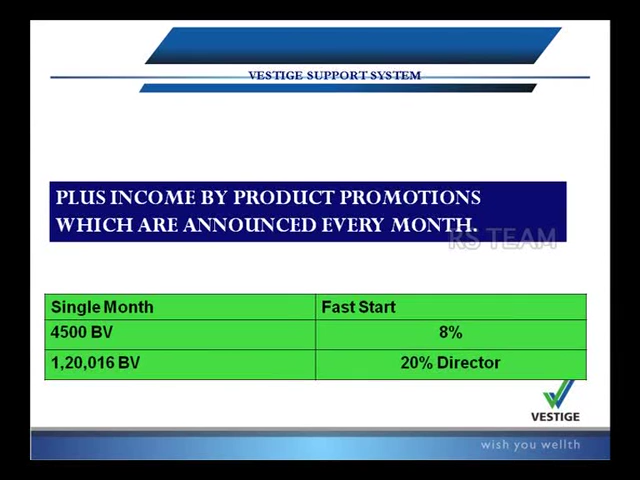 VESTIGE SUPPORT SYSTEM
PLUS INCOME BY PRODUCT PROMOTIONS
WHICH ARE ANNOUNCED EVERY MONTH.
RS TEAM
Single Month Fast Start
4500 BV 8%
1,20,016 BV 20% Director
VESTIGE
wish you wellth